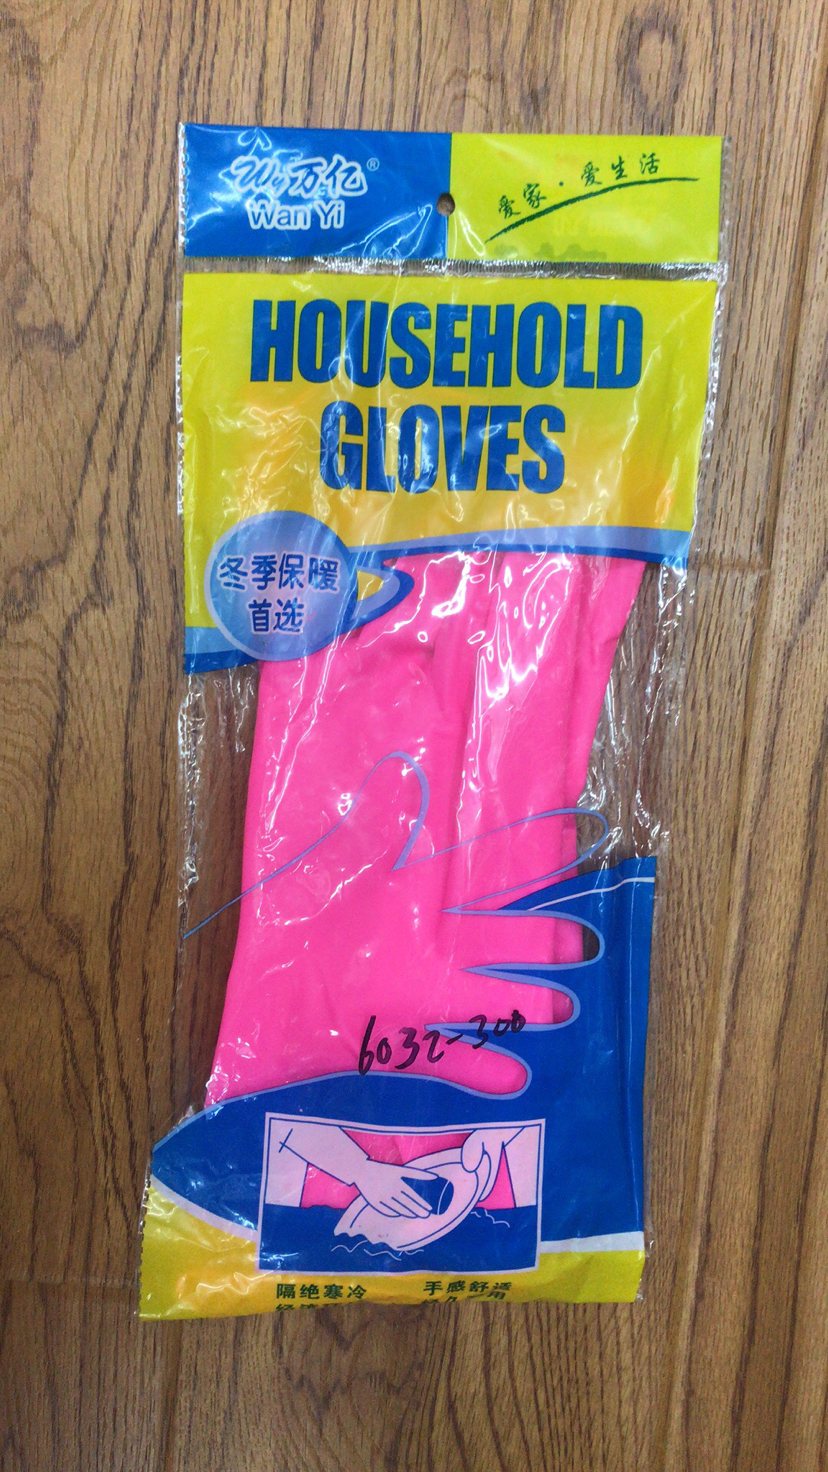 万亿®
Wan Yi
爱家·爱生活
HOUSEHOLD
GLOVES
冬季保暖
首选
6032-300
隔绝寒冷
手感舒适